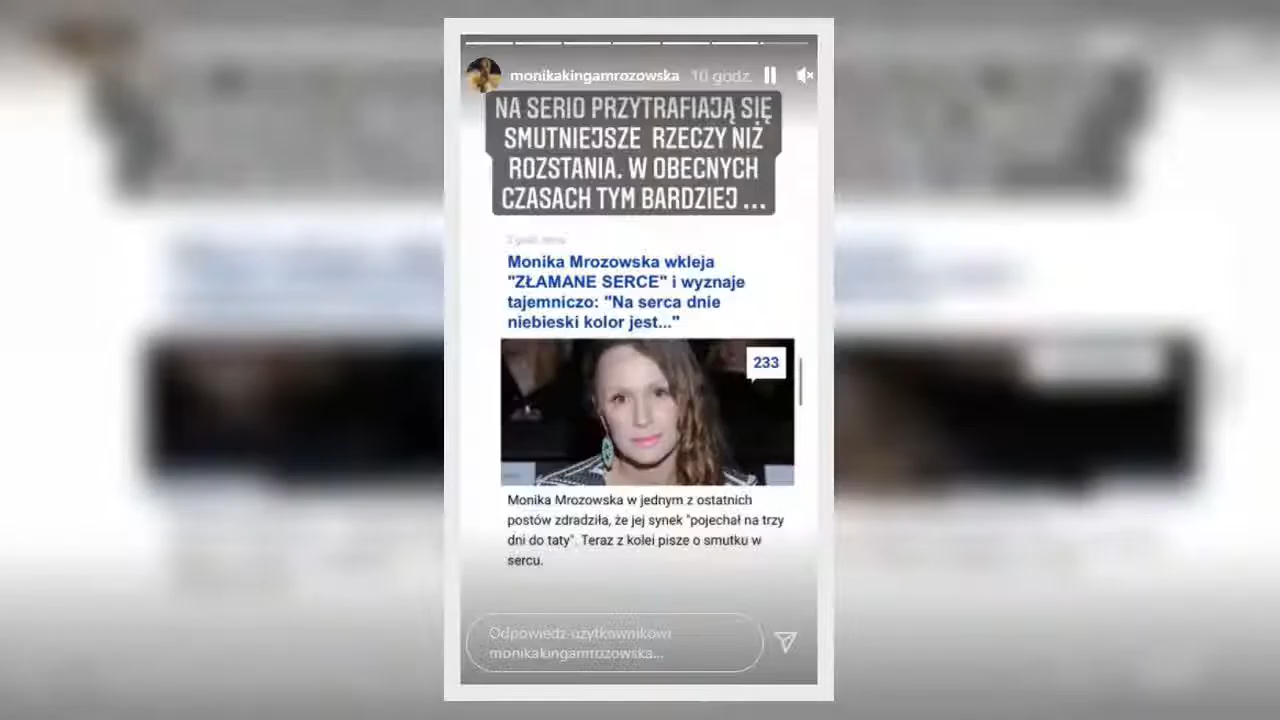 monikakingamrozowska 10 godz.
NA SERIO PRZYTRAFIAJĄ SIĘ
SMUTNIEJSZE RZECZY NIŻ
ROZSTANIA. W OBECNYCH
CZASACH TYM BARDZIEJ ...
Monika Mrozowska wkleja
"ZŁAMANE SERCE" i wyznaje
tajemniczo: "Na serca dnie
niebieski kolor jest..."
233
Monika Mrozowska w jednym z ostatnich
postów zdradziła, że jej synek "pojechał na trzy
dni do taty". Teraz z kolei pisze o smutku w
sercu.
Odpowiedz użytkownikowi
monikakingamrozowska...